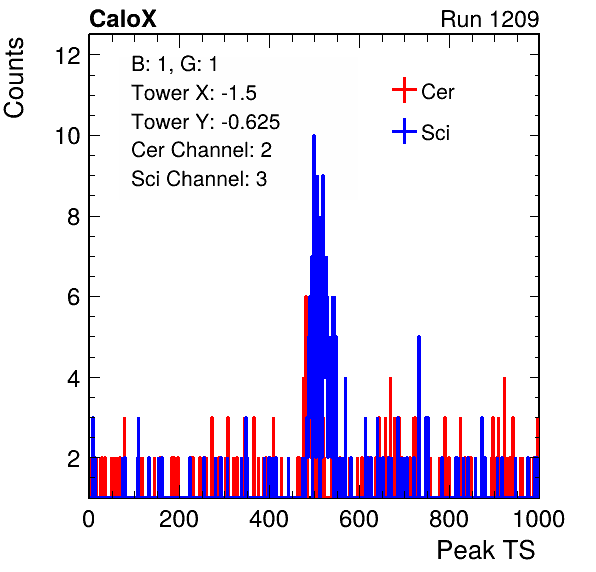 CaloX Run 1209
B: 1, G: 1
Tower X: -1.5
Tower Y: -0.625
Cer Channel: 2
Sci Channel: 3
Cer
Sci
Counts
12
10
8
6
4
2
0 200 400 600 800 1000
Peak TS